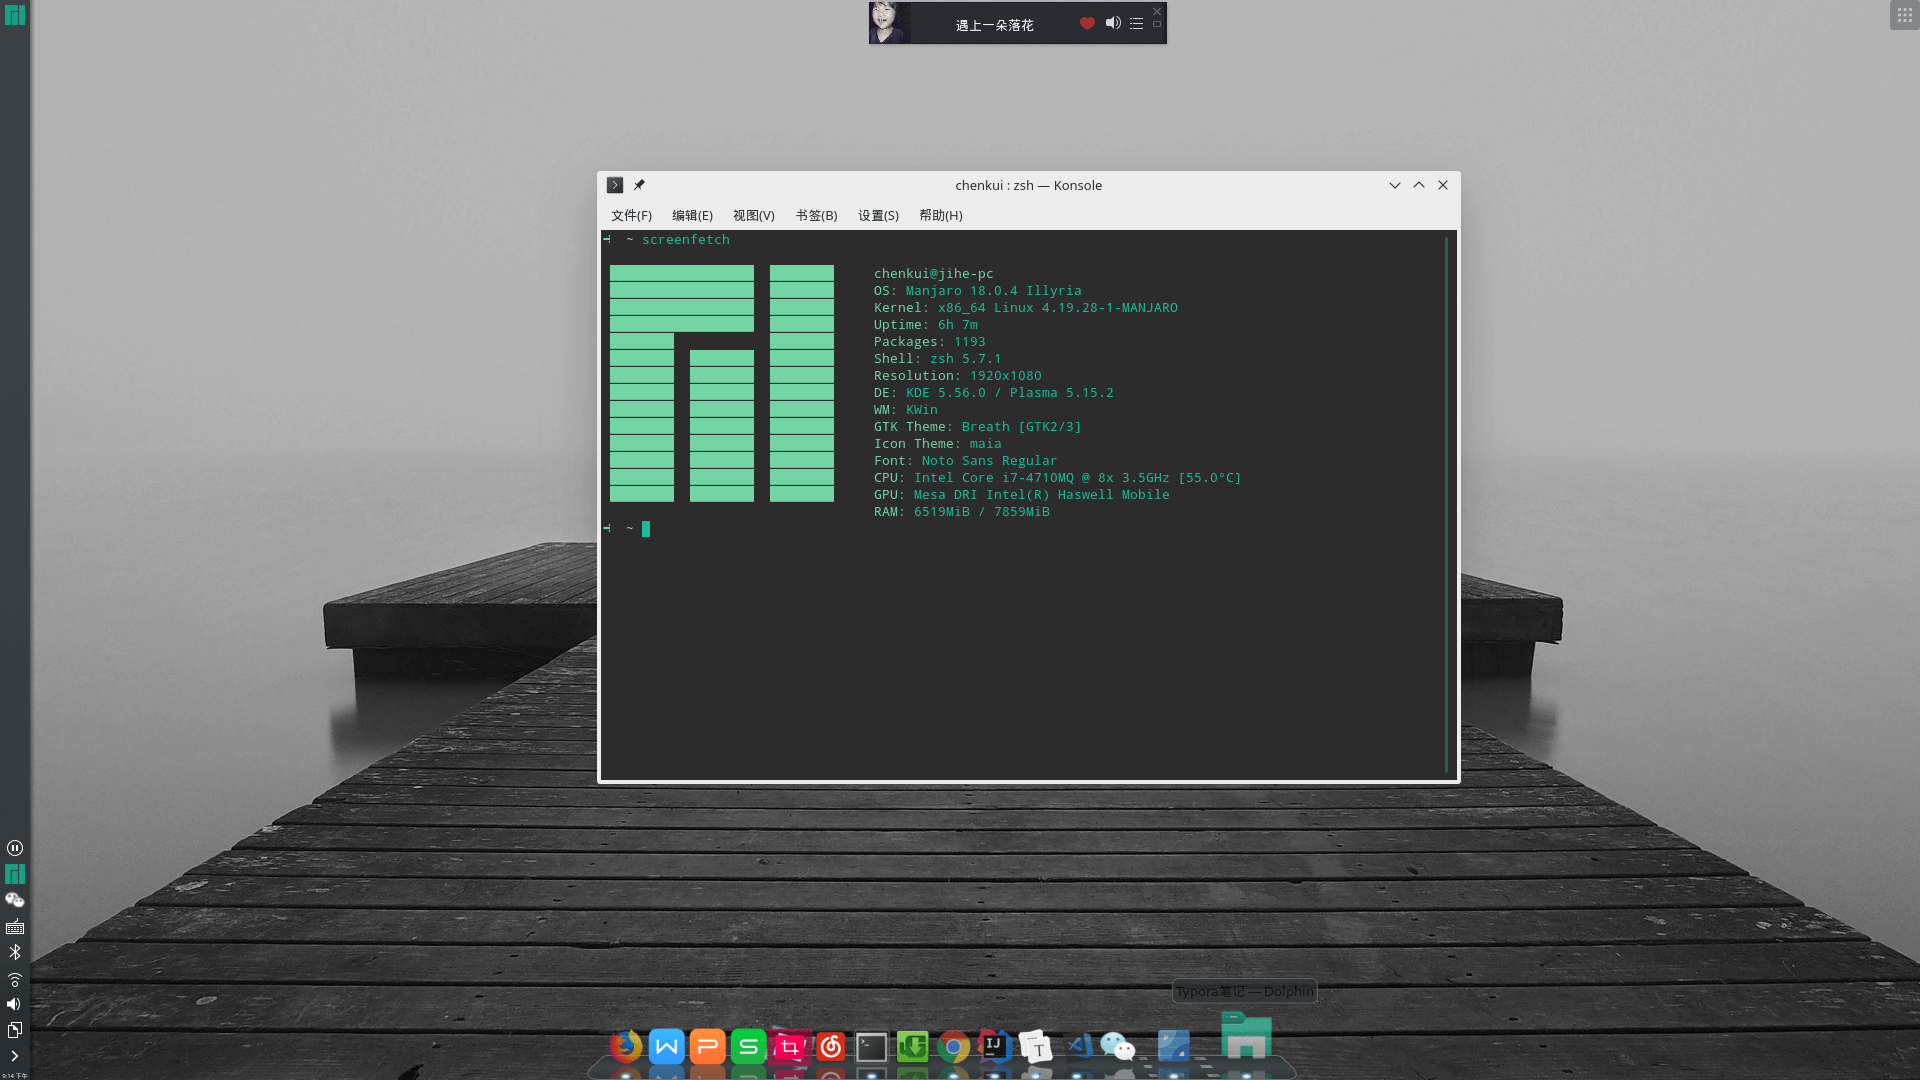 遇上一朵落花
chenkui : zsh — Konsole
文件(F) 编辑(E) 视图(V) 书签(B) 设置(S) 帮助(H)
~ screenfetch
chenkui@jihe-pc
OS: Manjaro 18.0.4 Illyria
Kernel: x86_64 Linux 4.19.28-1-MANJARO
Uptime: 6h 7m
Packages: 1193
Shell: zsh 5.7.1
Resolution: 1920x1080
DE: KDE 5.56.0 / Plasma 5.15.2
WM: KWin
GTK Theme: Breath [GTK2/3]
Icon Theme: maia
Font: Noto Sans Regular
CPU: Intel Core i7-4710MQ @ 8x 3.5GHz [55.0°C]
GPU: Mesa DRI Intel(R) Haswell Mobile
RAM: 6519MiB / 7859MiB
~
Typora笔记 — Dolphin
W P S IJ T
9:14 下午